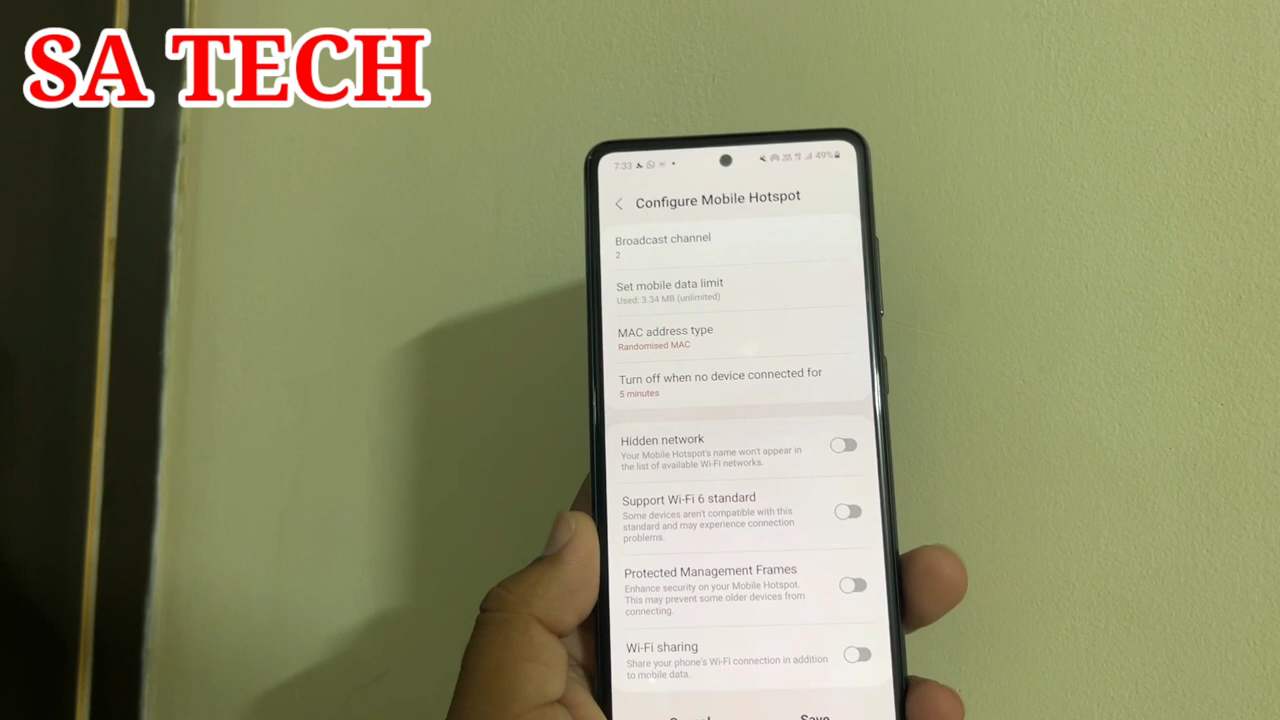 SA TECH
7:33
49%
Configure Mobile Hotspot
Broadcast channel
2
Set mobile data limit
Used: 3.34 MB (unlimited)
MAC address type
Randomised MAC
Turn off when no device connected for
5 minutes
Hidden network
Your Mobile Hotspot's name won't appear in
the list of available Wi-Fi networks.
Support Wi-Fi 6 standard
Some devices aren't compatible with this
standard and may experience connection
problems.
Protected Management Frames
Enhance security on your Mobile Hotspot.
This may prevent some older devices from
connecting.
Wi-Fi sharing
Share your phone's Wi-Fi connection in addition
to mobile data.
Cancel Save